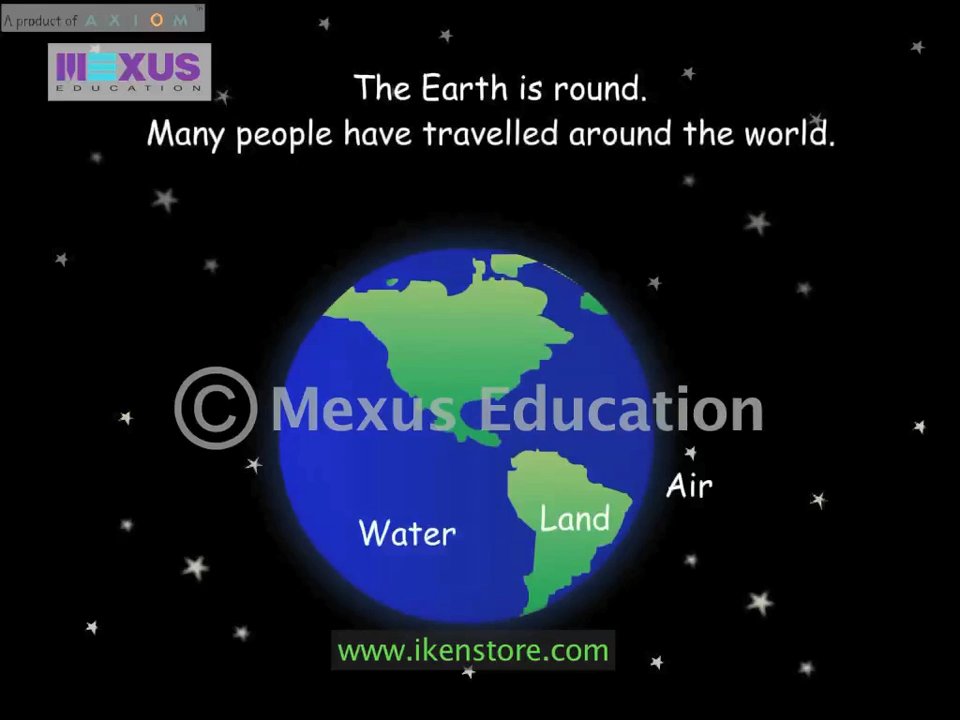 A product of AXIOM
MEXUS
EDUCATION
The Earth is round.
Many people have travelled around the world.
© Mexus Education
Air
Land
Water
www.ikenstore.com